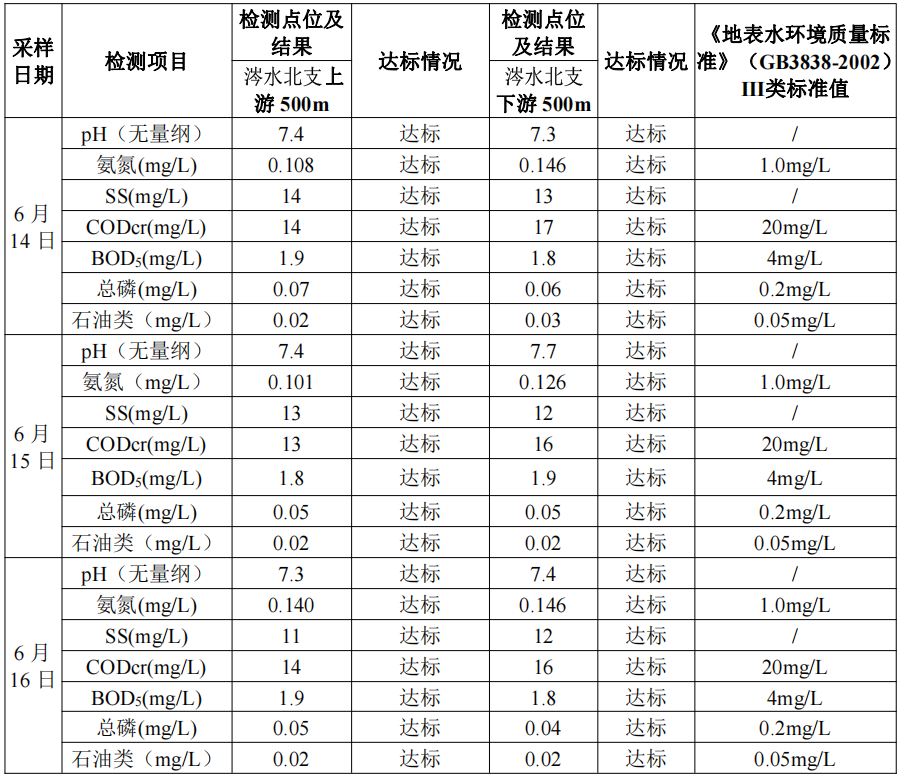 采样日期 检测项目 检测点位及结果 达标情况 检测点位及结果 达标情况 《地表水环境质量标准》（GB3838-2002）III类标准值
涔水北支上游 500m 涔水北支下游 500m
6 月 14 日
pH（无量纲） 7.4 达标 7.3 达标 /
氨氮(mg/L) 0.108 达标 0.146 达标 1.0mg/L
SS(mg/L) 14 达标 13 达标 /
CODcr(mg/L) 14 达标 17 达标 20mg/L
BOD5(mg/L) 1.9 达标 1.8 达标 4mg/L
总磷(mg/L) 0.07 达标 0.06 达标 0.2mg/L
石油类（mg/L） 0.02 达标 0.03 达标 0.05mg/L
6 月 15 日
pH（无量纲） 7.4 达标 7.7 达标 /
氨氮（mg/L） 0.101 达标 0.126 达标 1.0mg/L
SS(mg/L) 13 达标 12 达标 /
CODcr(mg/L) 13 达标 16 达标 20mg/L
BOD5(mg/L) 1.8 达标 1.9 达标 4mg/L
总磷(mg/L) 0.05 达标 0.05 达标 0.2mg/L
石油类（mg/L） 0.02 达标 0.02 达标 0.05mg/L
6 月 16 日
pH（无量纲） 7.3 达标 7.4 达标 /
氨氮(mg/L) 0.140 达标 0.146 达标 1.0mg/L
SS(mg/L) 11 达标 12 达标 /
CODcr(mg/L) 14 达标 16 达标 20mg/L
BOD5(mg/L) 1.9 达标 1.8 达标 4mg/L
总磷(mg/L) 0.05 达标 0.04 达标 0.2mg/L
石油类（mg/L） 0.02 达标 0.02 达标 0.05mg/L